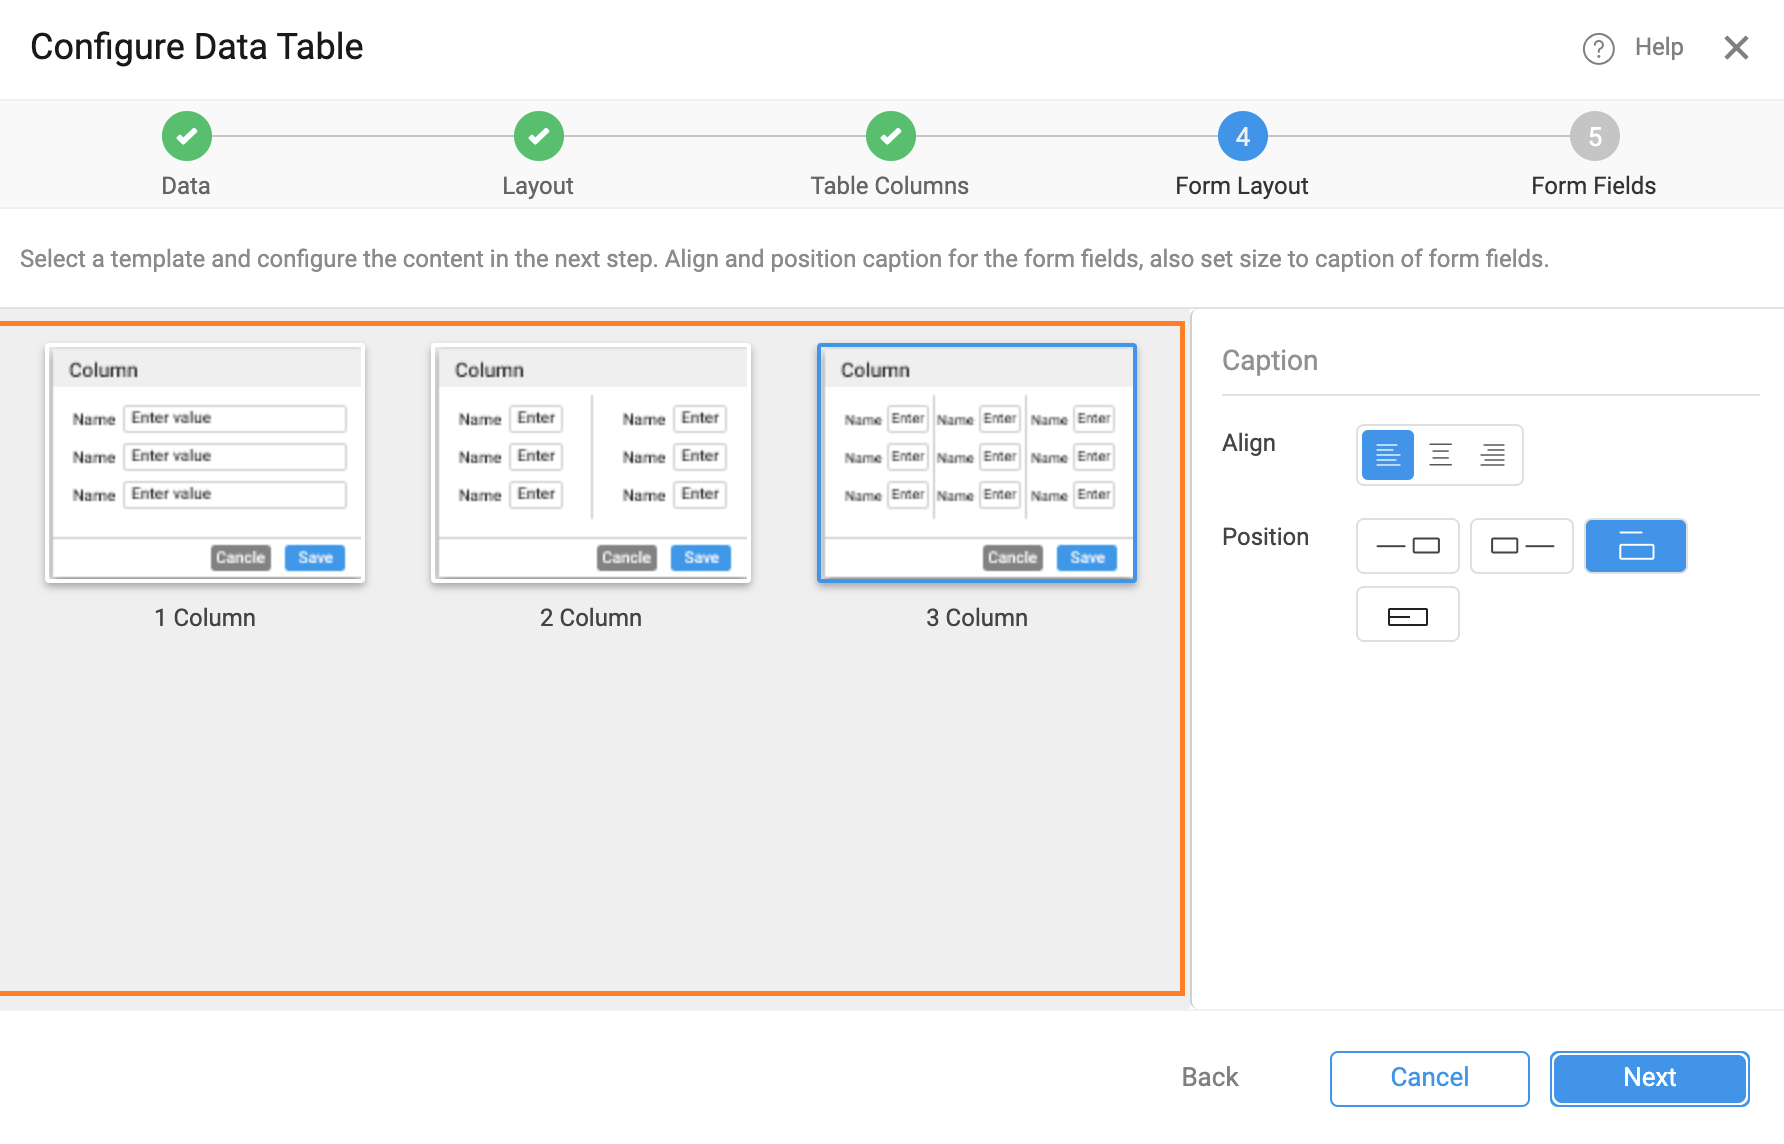 Configure Data Table
? Help
4 5
Data Layout Table Columns Form Layout Form Fields
Select a template and configure the content in the next step. Align and position caption for the form fields, also set size to caption of form fields.
Column
Name Enter value
Name Enter value
Name Enter value
Cancle Save
1 Column
Column
Name Enter Name Enter
Name Enter Name Enter
Name Enter Name Enter
Cancle Save
2 Column
Column
Name Enter Name Enter Name Enter
Name Enter Name Enter Name Enter
Name Enter Name Enter Name Enter
Cancle Save
3 Column
Caption
Align
Position
Back Cancel Next